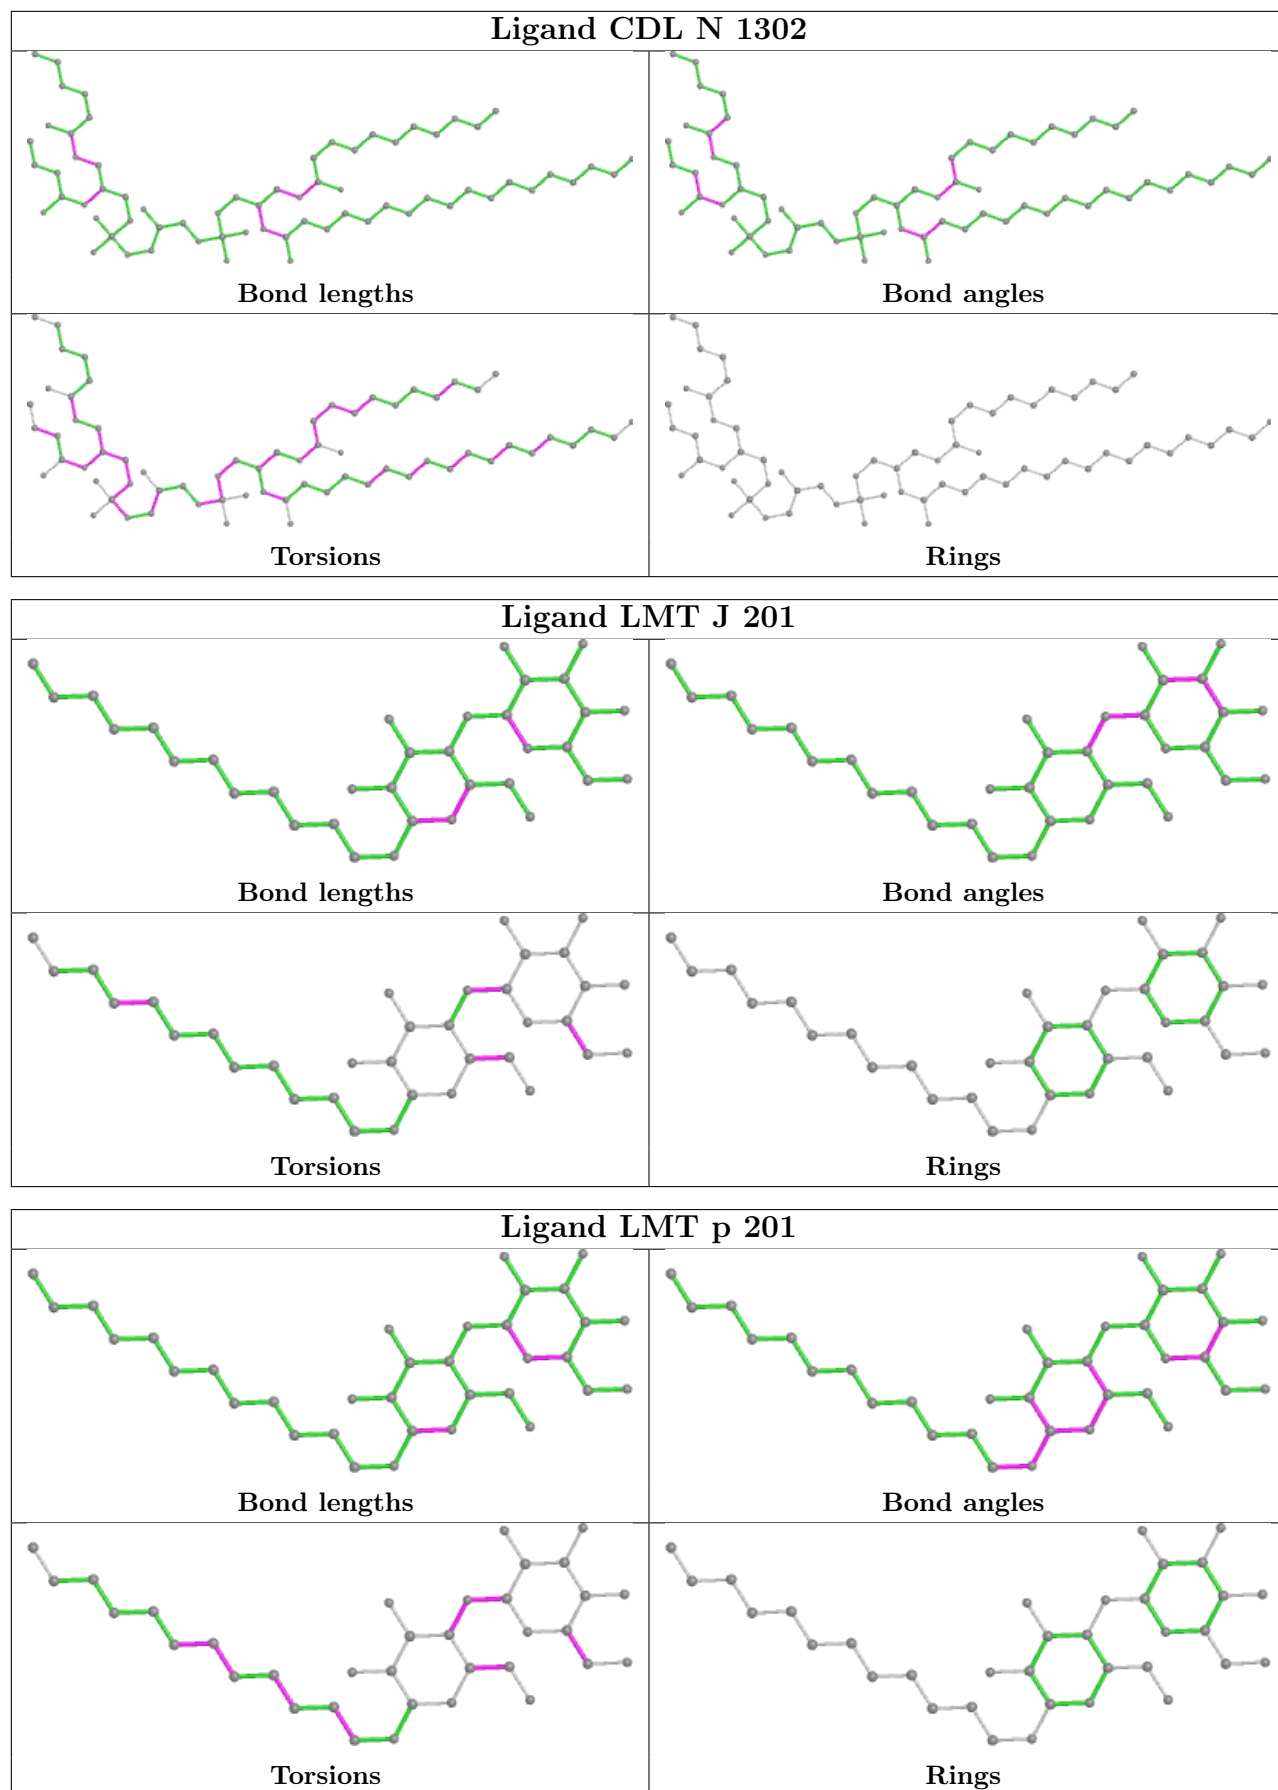 Ligand CDL N 1302
Bond lengths
Bond angles
Torsions
Rings
Ligand LMT J 201
Bond lengths
Bond angles
Torsions
Rings
Ligand LMT p 201
Bond lengths
Bond angles
Torsions
Rings